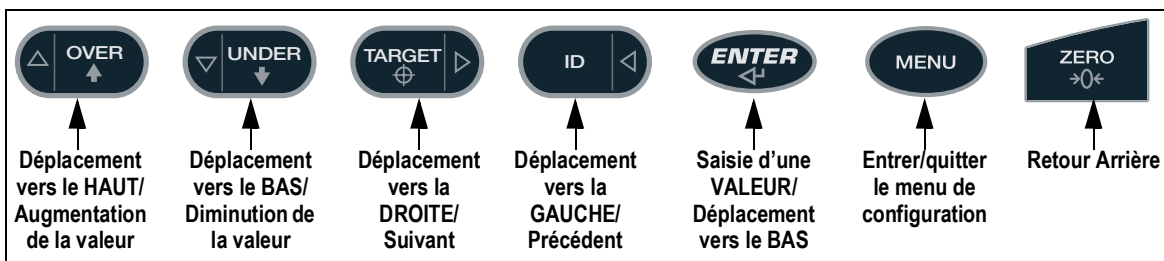 OVER
UNDER
TARGET
ID
ENTER
MENU
ZERO
→0←
Déplacement
vers le HAUT/
Augmentation
de la valeur
Déplacement
vers le BAS/
Diminution de
la valeur
Déplacement
vers la
DROITE/
Suivant
Déplacement
vers la
GAUCHE/
Précédent
Saisie d’une
VALEUR/
Déplacement
vers le BAS
Entrer/quitter
le menu de
configuration
Retour Arrière